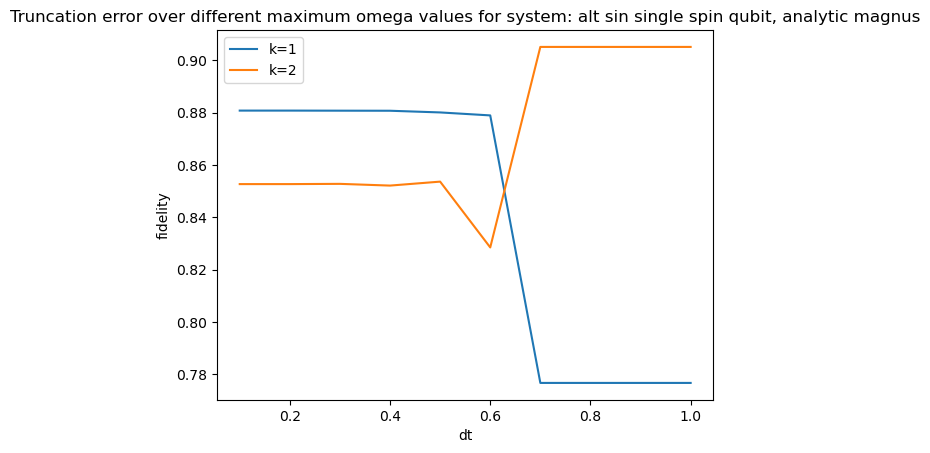 Truncation error over different maximum omega values for system: alt sin single spin qubit, analytic magnus
k=1
k=2
fidelity
0.90
0.88
0.86
0.84
0.82
0.80
0.78
0.2 0.4 0.6 0.8 1.0
dt